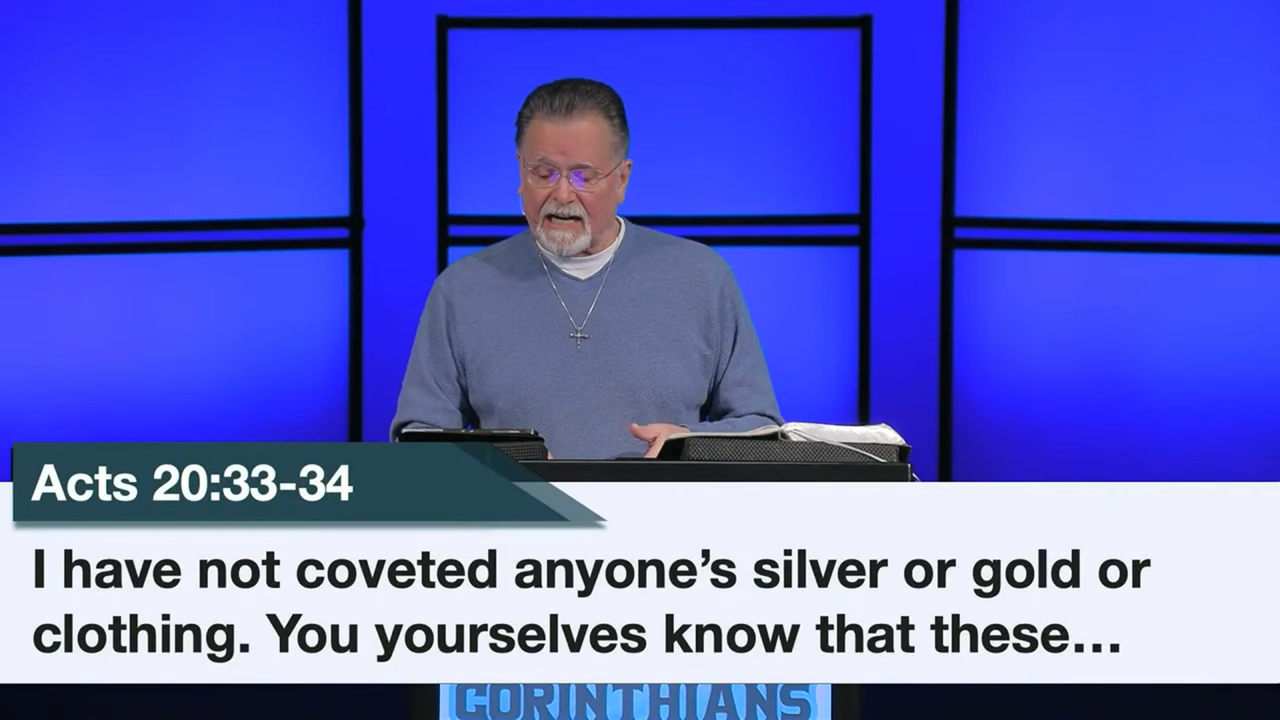 Acts 20:33-34
I have not coveted anyone’s silver or gold or
clothing. You yourselves know that these…
CORINTHIANS